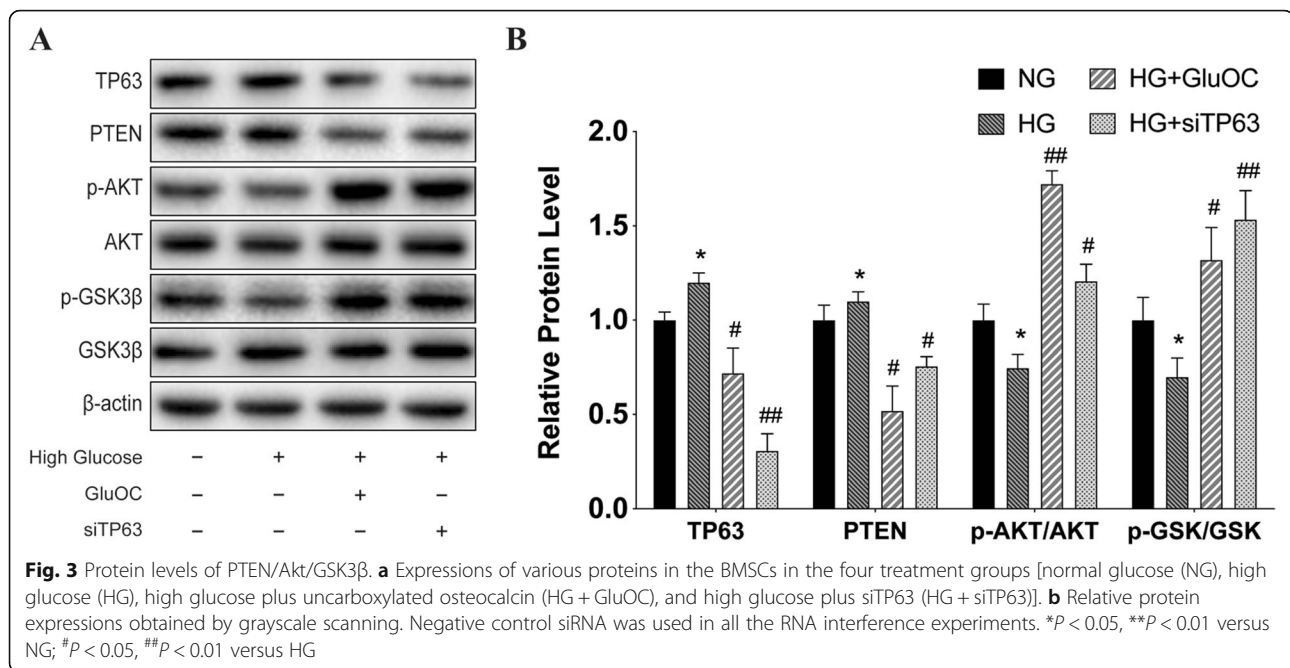 A
TP63
PTEN
p-AKT
AKT
p-GSK3β
GSK3β
β-actin
High Glucose – + + +
GluOC – – + –
siTP63 – – – +
B
NG HG+GluOC
HG HG+siTP63
Relative Protein Level
2.0
1.5
1.0
0.5
0.0
* # ##
* # #
* ## #
* # ##
TP63 PTEN p-AKT/AKT p-GSK/GSK
Fig. 3 Protein levels of PTEN/Akt/GSK3β. a Expressions of various proteins in the BMSCs in the four treatment groups [normal glucose (NG), high
glucose (HG), high glucose plus uncarboxylated osteocalcin (HG + GluOC), and high glucose plus siTP63 (HG + siTP63)]. b Relative protein
expressions obtained by grayscale scanning. Negative control siRNA was used in all the RNA interference experiments. *P < 0.05, **P < 0.01 versus
NG; #P < 0.05, ##P < 0.01 versus HG